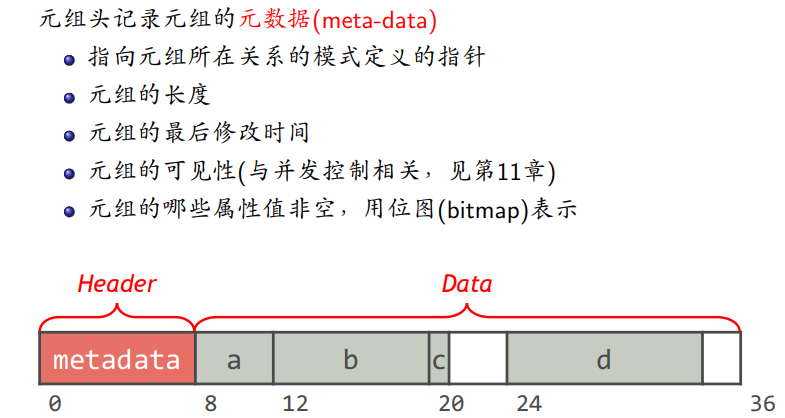 元组头记录元组的元数据(meta-data)
指向元组所在关系的模式定义的指针
元组的长度
元组的最后修改时间
元组的可见性(与并发控制相关，见第11章)
元组的哪些属性值非空，用位图(bitmap)表示
Header Data
metadata a b c d
0 8 12 20 24 36